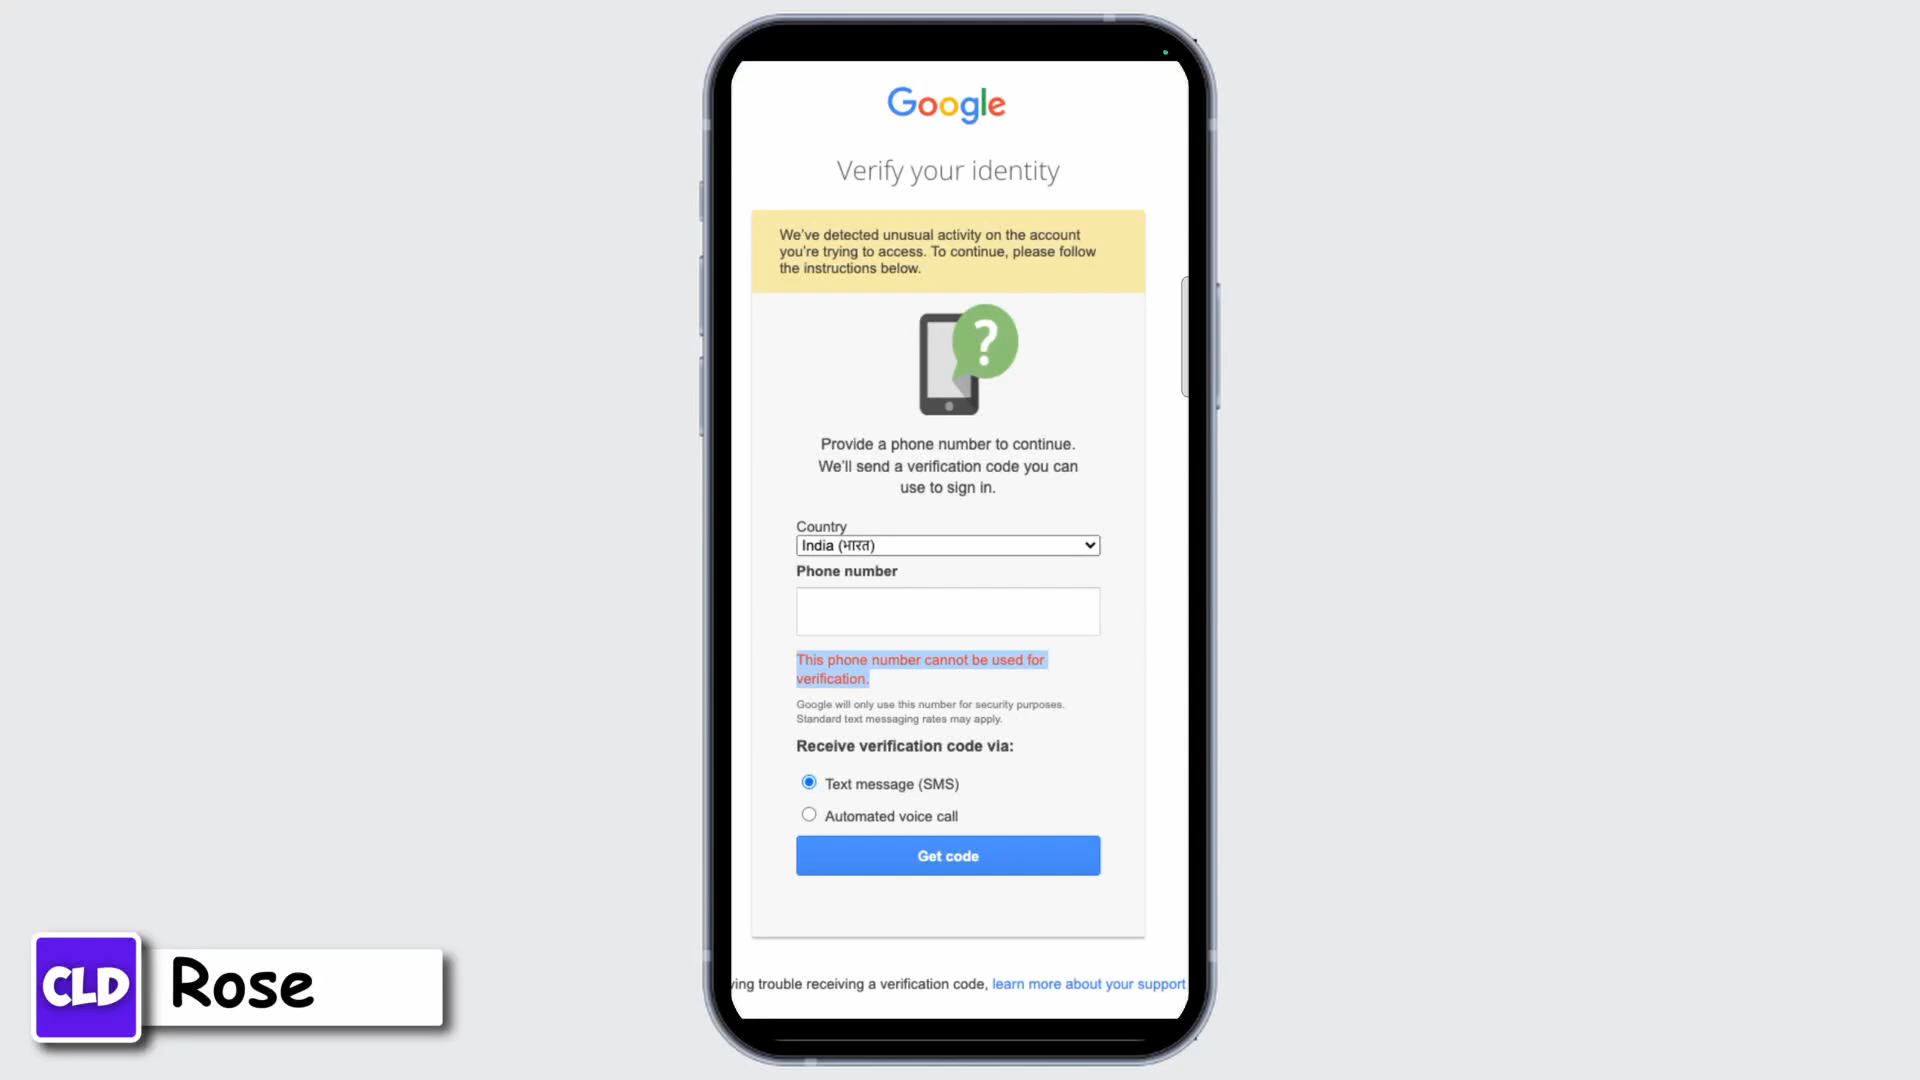 Google
Verify your identity
We've detected unusual activity on the account
you're trying to access. To continue, please follow
the instructions below.
?
Provide a phone number to continue.
We'll send a verification code you can
use to sign in.
Country
India (भारत)
Phone number
This phone number cannot be used for
verification.
Google will only use this number for security purposes.
Standard text messaging rates may apply.
Receive verification code via:
Text message (SMS)
Automated voice call
Get code
ving trouble receiving a verification code, learn more about your support
CLD Rose